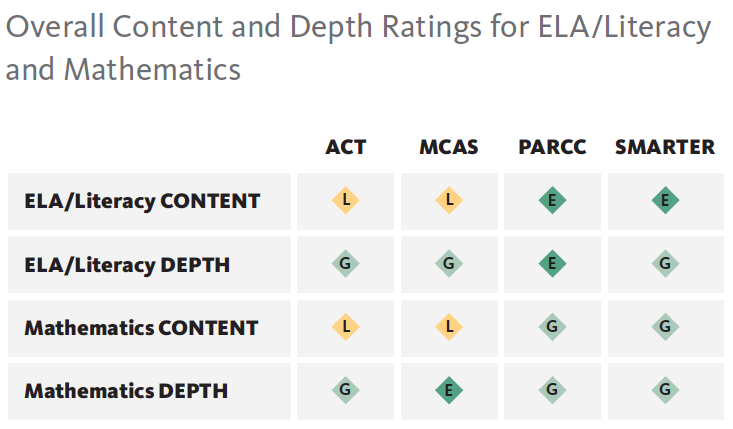 Overall Content and Depth Ratings for ELA/Literacy
and Mathematics
ACT MCAS PARCC SMARTER
ELA/Literacy CONTENT L L E E
ELA/Literacy DEPTH G G E G
Mathematics CONTENT L L G G
Mathematics DEPTH G E G G